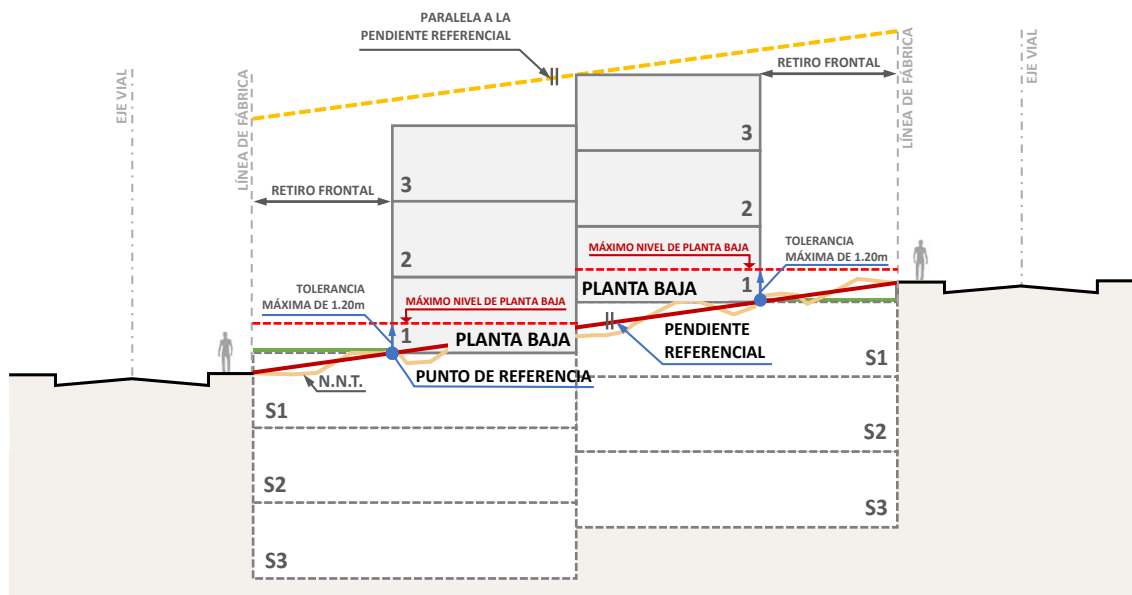 PARALELA A LA
PENDIENTE REFERENCIAL
RETIRO FRONTAL
EJE VIAL
LÍNEA DE FÁBRICA
LÍNEA DE FÁBRICA
EJE VIAL
3
3
RETIRO FRONTAL
2
2
MÁXIMO NIVEL DE PLANTA BAJA
TOLERANCIA
MÁXIMA DE 1.20m
1
PLANTA BAJA
TOLERANCIA
MÁXIMA DE 1.20m
MÁXIMO NIVEL DE PLANTA BAJA
1
PLANTA BAJA
PENDIENTE
REFERENCIAL
PUNTO DE REFERENCIA
N.N.T.
S1
S1
S2
S2
S3
S3